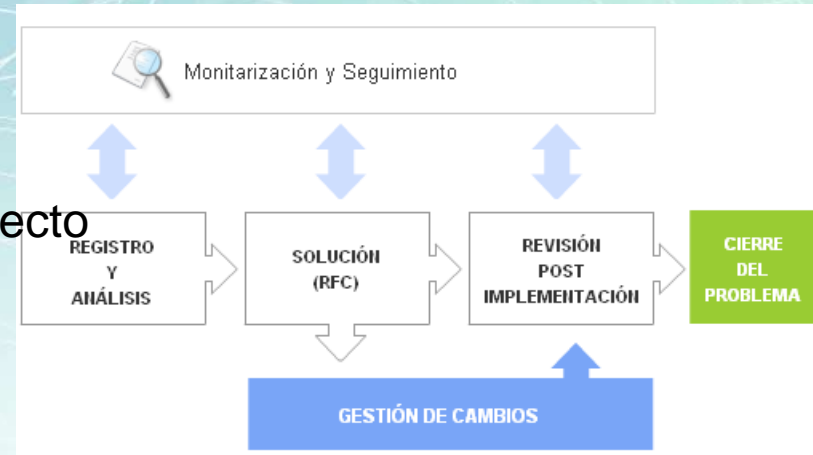 Monitarización y Seguimiento
ecto
REGISTRO
Y
ANÁLISIS
SOLUCIÓN
(RFC)
REVISIÓN
POST
IMPLEMENTACIÓN
CIERRE
DEL
PROBLEMA
GESTIÓN DE CAMBIOS